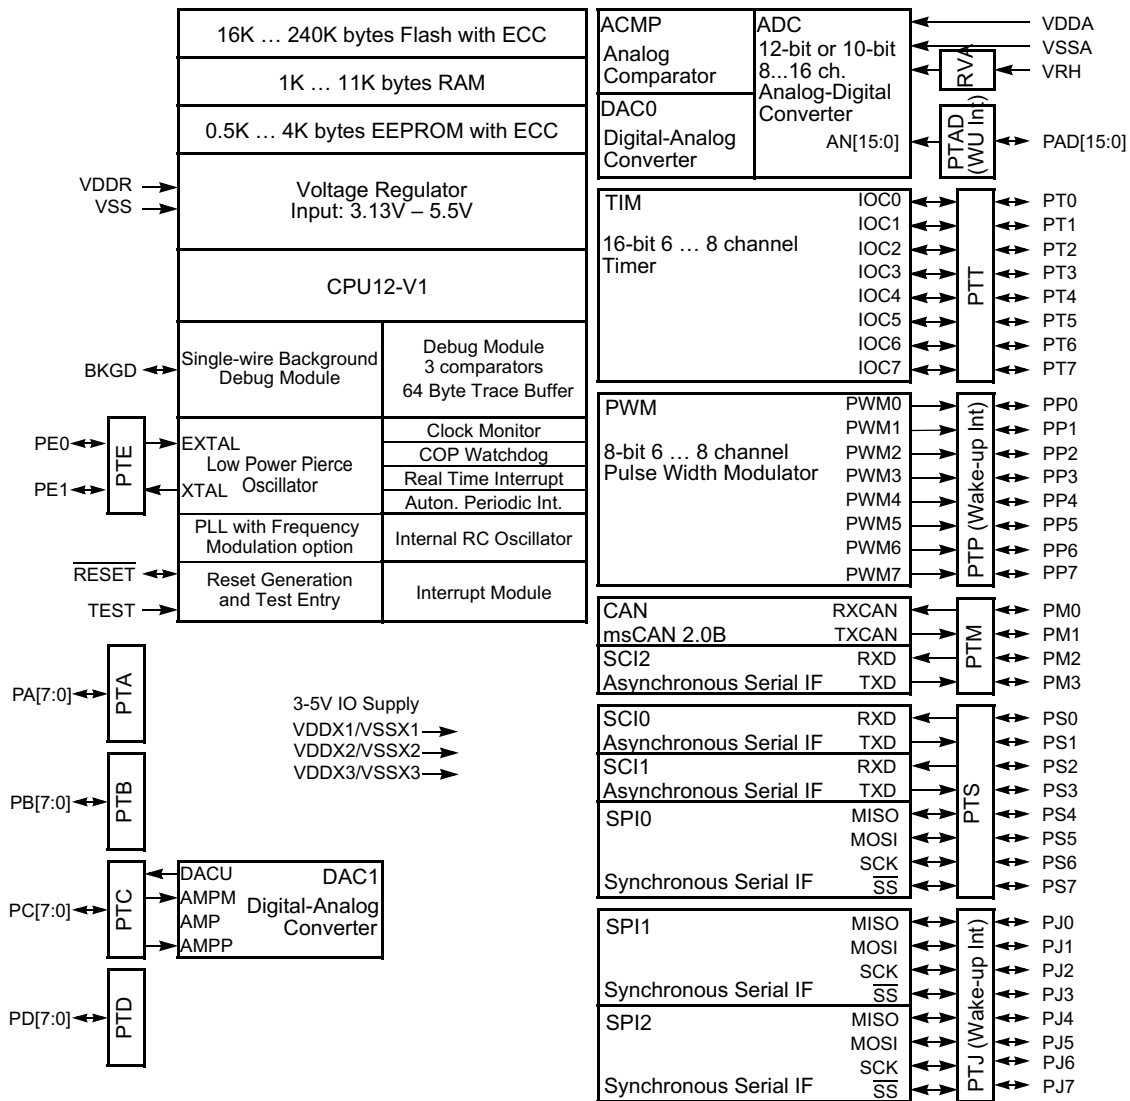 16K … 240K bytes Flash with ECC
1K … 11K bytes RAM
0.5K … 4K bytes EEPROM with ECC
VDDR
VSS
Voltage Regulator
Input: 3.13V – 5.5V
CPU12-V1
BKGD
Single-wire Background
Debug Module
Debug Module
3 comparators
64 Byte Trace Buffer
PE0
PE1
PTE
EXTAL
Low Power Pierce
Oscillator
XTAL
Clock Monitor
COP Watchdog
Real Time Interrupt
Auton. Periodic Int.
PLL with Frequency
Modulation option
Internal RC Oscillator
RESET
TEST
Reset Generation
and Test Entry
Interrupt Module
PA[7:0]
PTA
3-5V IO Supply
VDDX1/VSSX1
VDDX2/VSSX2
VDDX3/VSSX3
PB[7:0]
PTB
PC[7:0]
PTC
DACU
AMPM
AMP
AMPP
DAC1
Digital-Analog
Converter
PD[7:0]
PTD
ACMP
Analog
Comparator
DAC0
Digital-Analog
Converter
ADC
12-bit or 10-bit
8...16 ch.
Analog-Digital
Converter
AN[15:0]
RVA
PTAD
(WU Int)
VDDA
VSSA
VRH
PAD[15:0]
TIM
16-bit 6 … 8 channel
Timer
IOC0
IOC1
IOC2
IOC3
IOC4
IOC5
IOC6
IOC7
PTT
PT0
PT1
PT2
PT3
PT4
PT5
PT6
PT7
PWM
8-bit 6 … 8 channel
Pulse Width Modulator
PWM0
PWM1
PWM2
PWM3
PWM4
PWM5
PWM6
PWM7
PTP (Wake-up Int)
PP0
PP1
PP2
PP3
PP4
PP5
PP6
PP7
CAN
msCAN 2.0B
RXCAN
TXCAN
SCI2
Asynchronous Serial IF
RXD
TXD
PTM
PM0
PM1
PM2
PM3
SCI0
Asynchronous Serial IF
RXD
TXD
SCI1
Asynchronous Serial IF
RXD
TXD
SPI0
Synchronous Serial IF
MISO
MOSI
SCK
SS
PTS
PS0
PS1
PS2
PS3
PS4
PS5
PS6
PS7
SPI1
Synchronous Serial IF
MISO
MOSI
SCK
SS
SPI2
Synchronous Serial IF
MISO
MOSI
SCK
SS
PTJ (Wake-up Int)
PJ0
PJ1
PJ2
PJ3
PJ4
PJ5
PJ6
PJ7